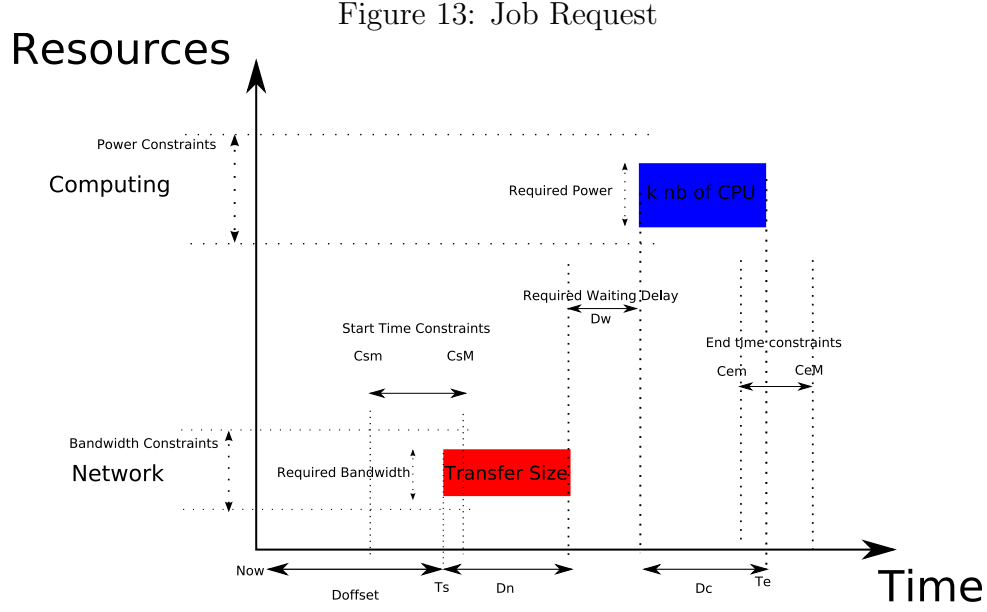 Figure 13: Job Request
Resources
Power Constraints
Computing
Required Power
k nb of CPU
Required Waiting Delay
Dw
Start Time Constraints
Csm
CsM
End time constraints
Cem
CeM
Bandwidth Constraints
Network
Required Bandwidth
Transfer Size
Now
Doffset
Ts
Dn
Dc
Te
Time